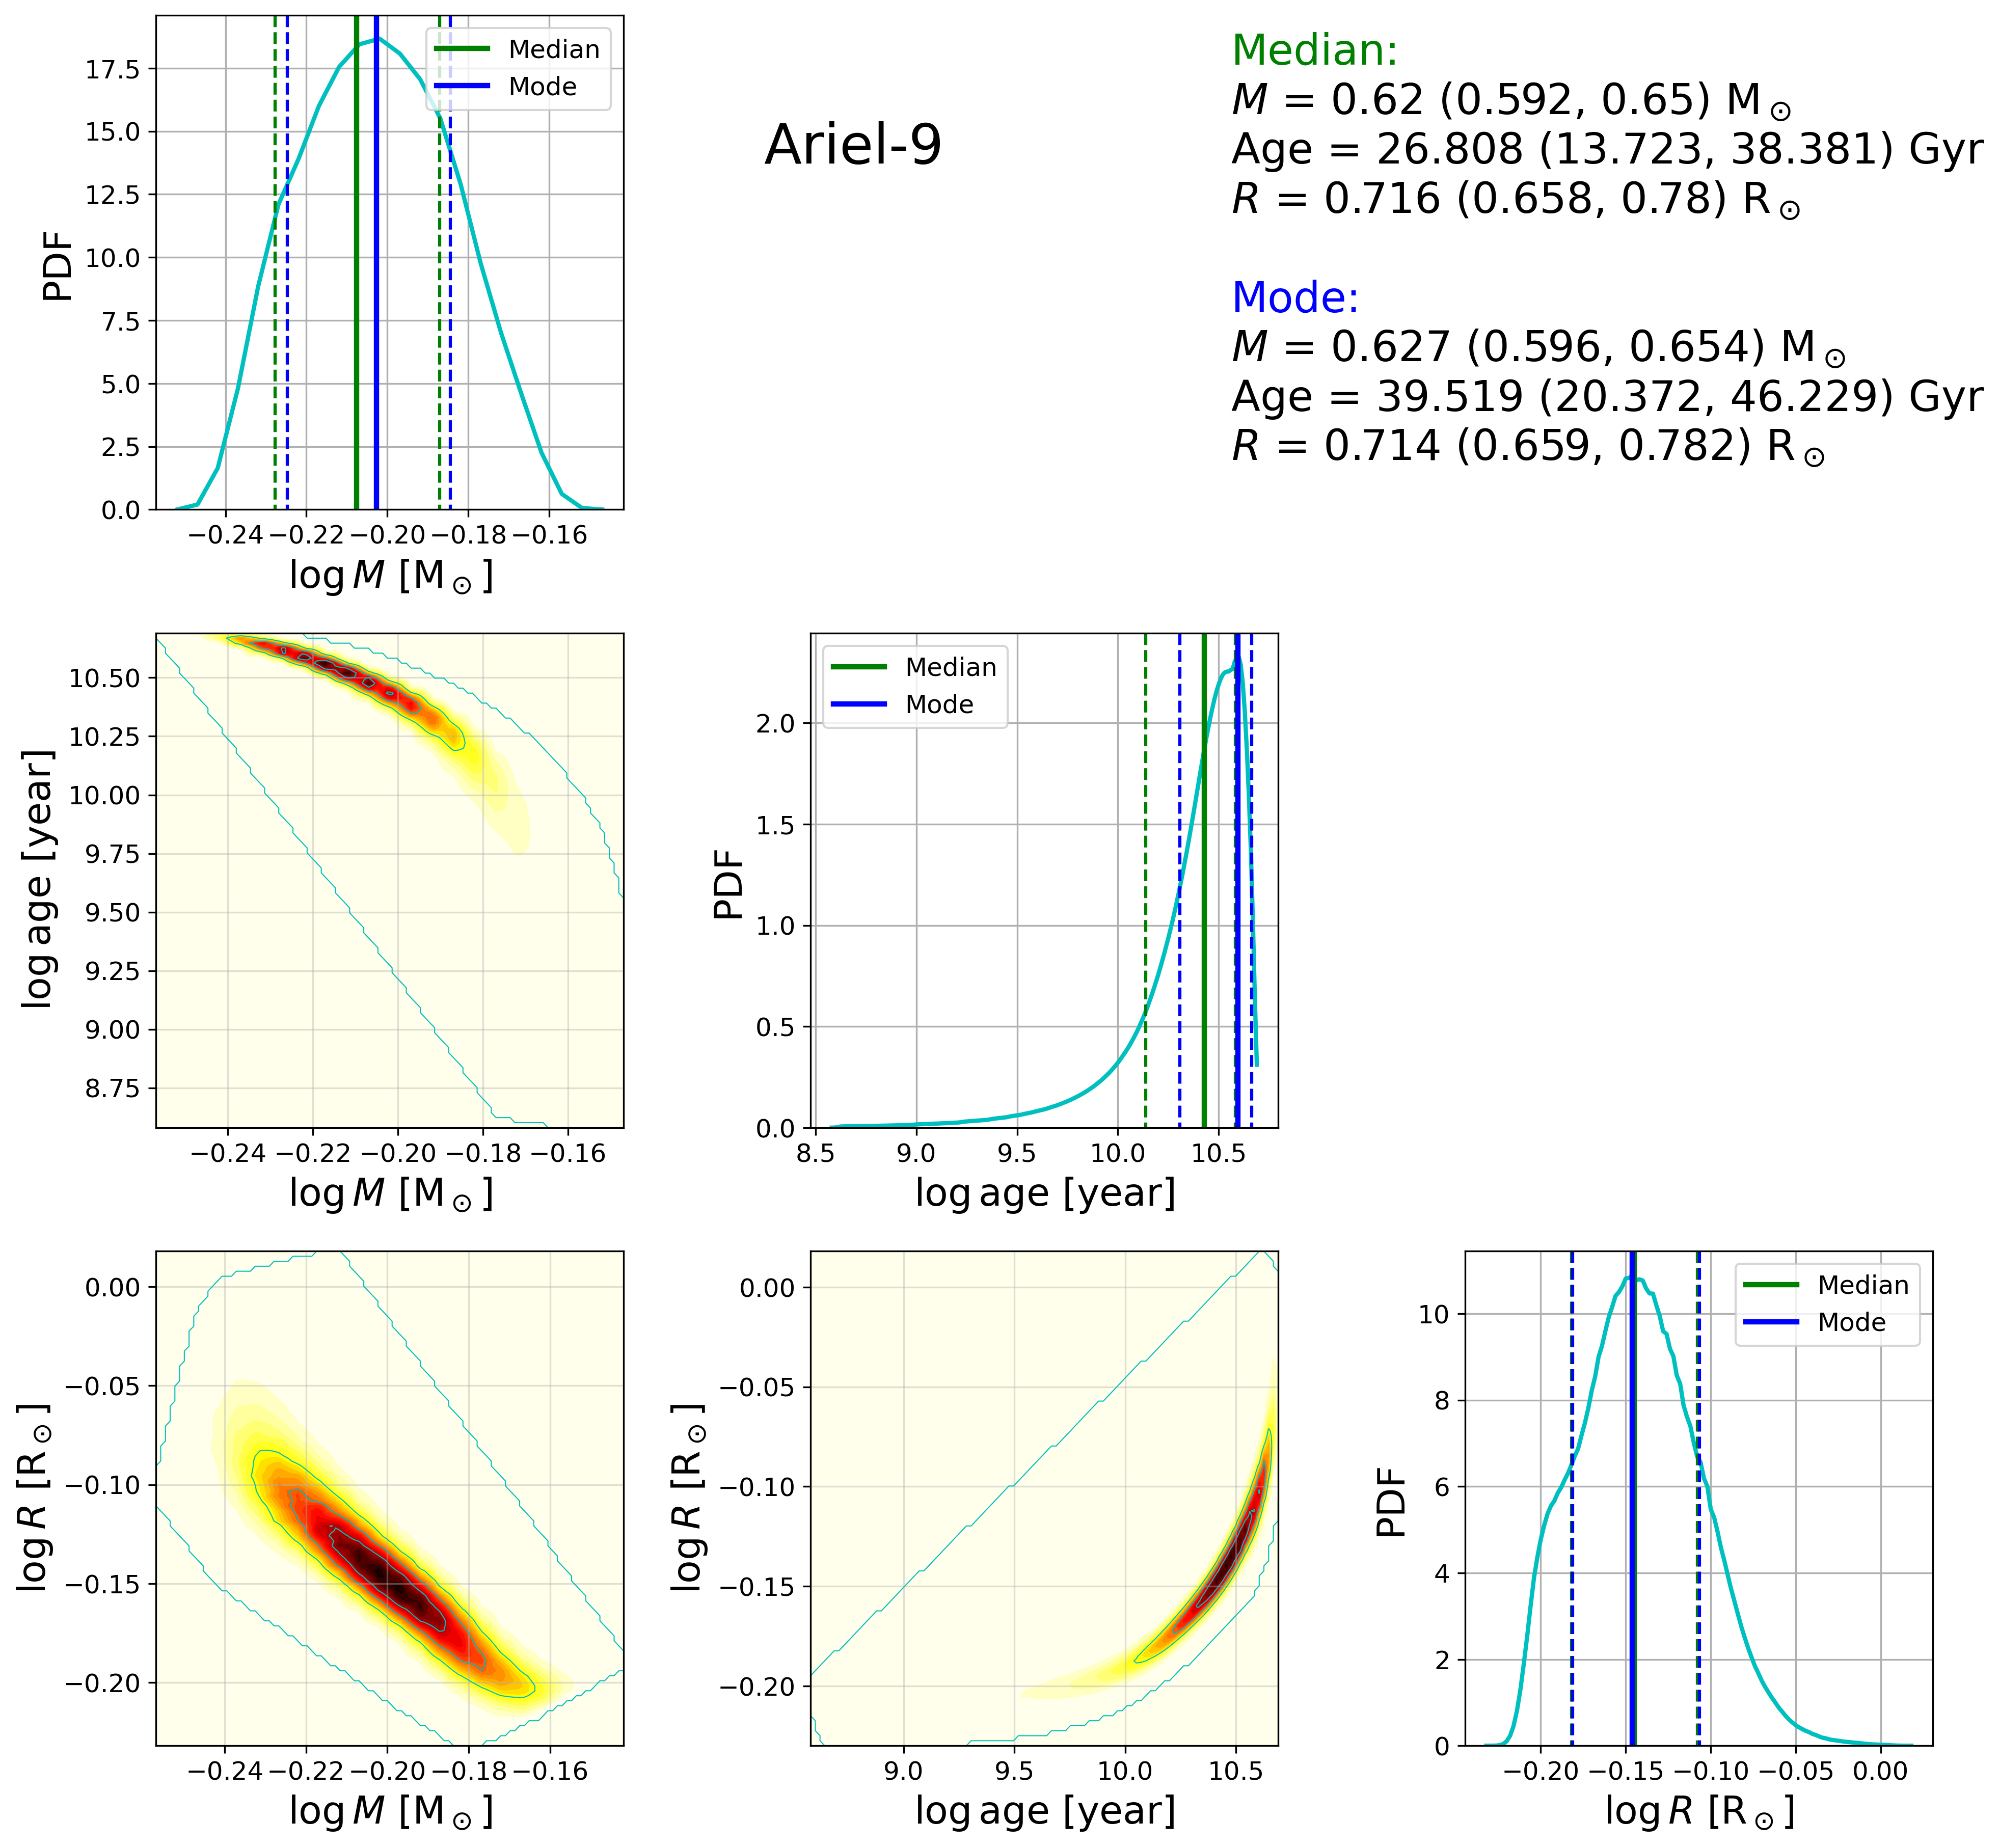 17.5
15.0
12.5
10.0
7.5
5.0
2.5
0.0
PDF
Median
Mode
−0.24 −0.22 −0.20 −0.18 −0.16
log M [M⊙]
Ariel-9
Median:
M = 0.62 (0.592, 0.65) M⊙
Age = 26.808 (13.723, 38.381) Gyr
R = 0.716 (0.658, 0.78) R⊙
Mode:
M = 0.627 (0.596, 0.654) M⊙
Age = 39.519 (20.372, 46.229) Gyr
R = 0.714 (0.659, 0.782) R⊙
10.50
10.25
10.00
9.75
9.50
9.25
9.00
8.75
log age [year]
−0.24 −0.22 −0.20 −0.18 −0.16
log M [M⊙]
2.0
1.5
1.0
0.5
0.0
PDF
Median
Mode
8.5 9.0 9.5 10.0 10.5
log age [year]
0.00
−0.05
−0.10
−0.15
−0.20
log R [R⊙]
−0.24 −0.22 −0.20 −0.18 −0.16
log M [M⊙]
0.00
−0.05
−0.10
−0.15
−0.20
log R [R⊙]
9.0 9.5 10.0 10.5
log age [year]
10
8
6
4
2
0
PDF
Median
Mode
−0.20 −0.15 −0.10 −0.05 0.00
log R [R⊙]